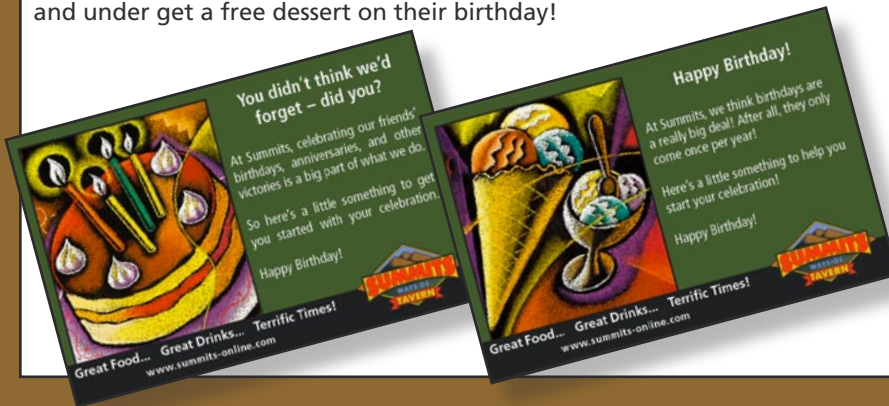 and under get a free dessert on their birthday!
You didn't think we'd
forget – did you?
At Summits, celebrating our friends'
birthdays, anniversaries, and other
victories is a big part of what we do.
So here's a little something to get
you started with your celebration.
Happy Birthday!
SUMMITS
WAYSIDE
TAVERN
Great Food... Great Drinks... Terrific Times!
www.summits-online.com
Happy Birthday!
At Summits, we think birthdays are
a really big deal! After all, they only
come once per year!
Here's a little something to help you
start your celebration!
Happy Birthday!
SUMMITS
WAYSIDE
TAVERN
Great Food... Great Drinks... Terrific Times!
www.summits-online.com